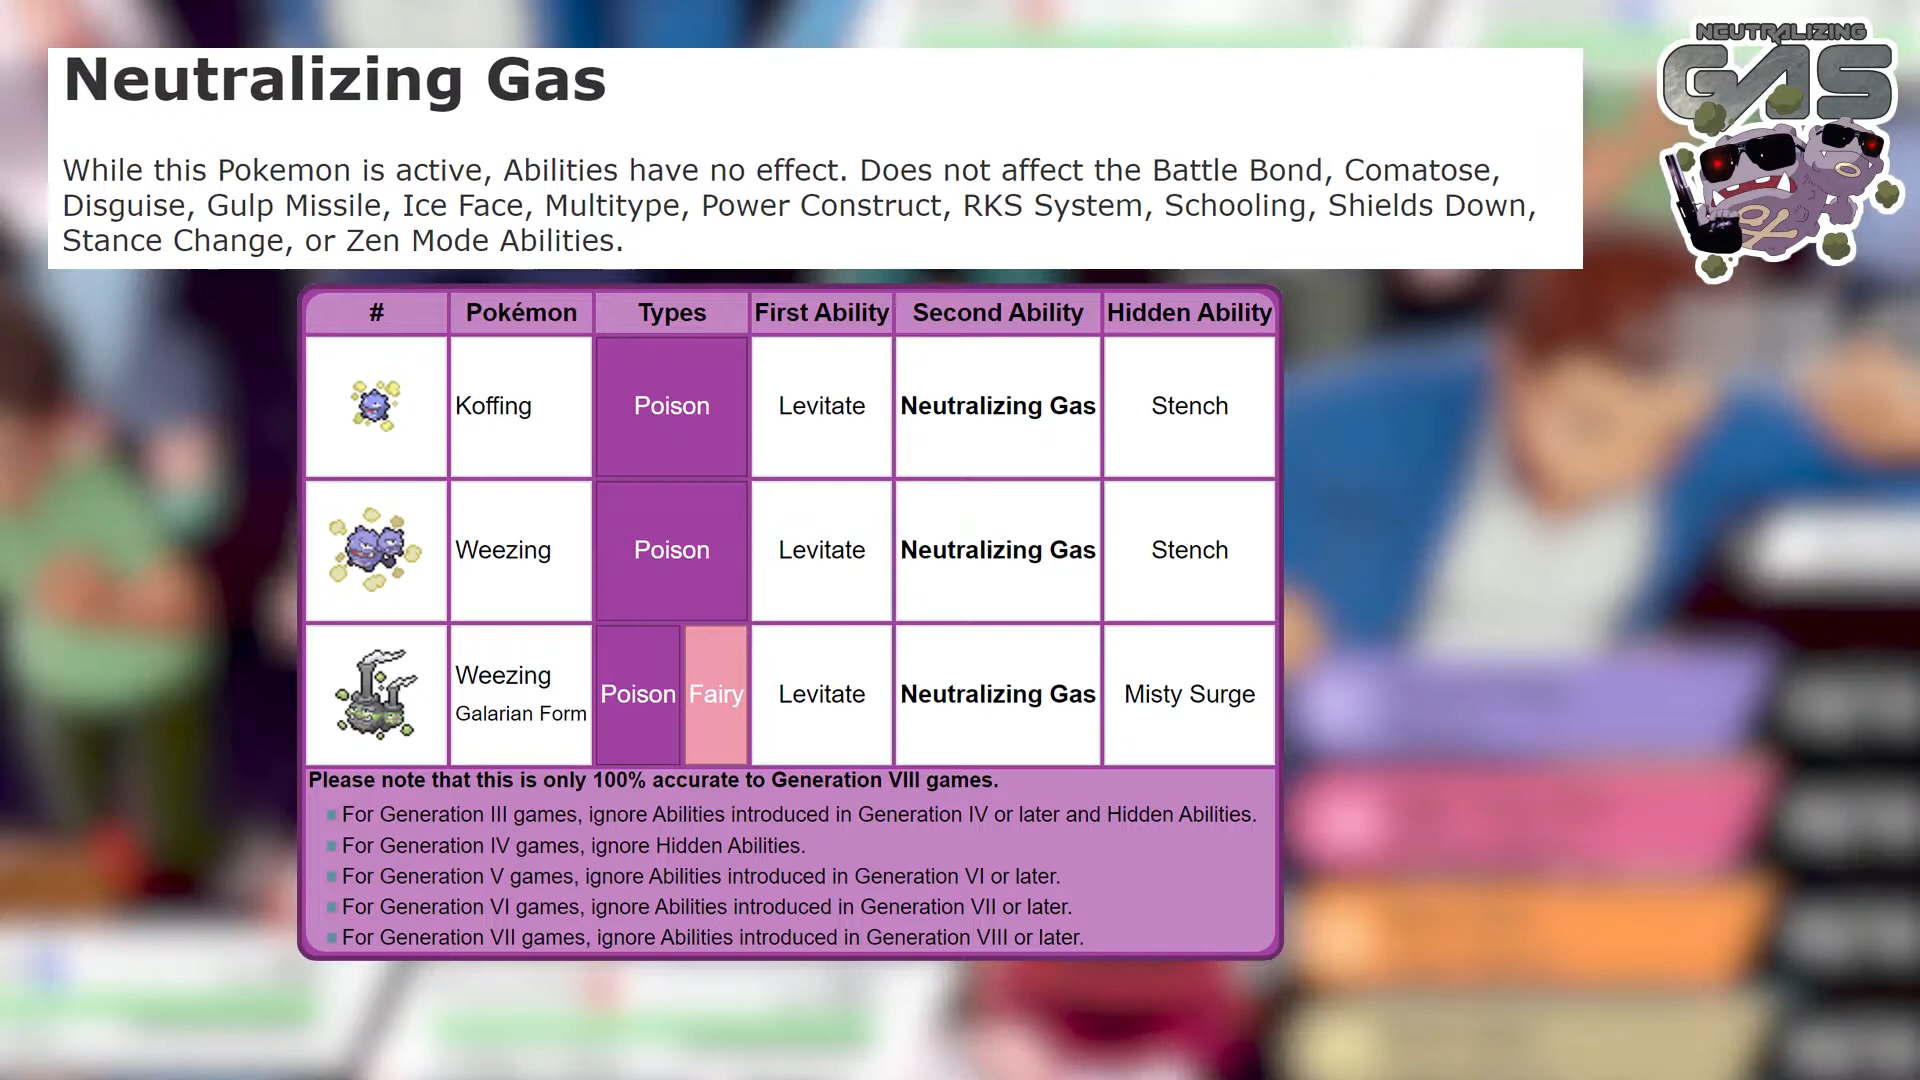 NEUTRALIZING
GAS
Neutralizing Gas
While this Pokemon is active, Abilities have no effect. Does not affect the Battle Bond, Comatose,
Disguise, Gulp Missile, Ice Face, Multitype, Power Construct, RKS System, Schooling, Shields Down,
Stance Change, or Zen Mode Abilities.
# Pokémon Types First Ability Second Ability Hidden Ability
Koffing Poison Levitate Neutralizing Gas Stench
Weezing Poison Levitate Neutralizing Gas Stench
Weezing
Galarian Form Poison Fairy Levitate Neutralizing Gas Misty Surge
Please note that this is only 100% accurate to Generation VIII games.
For Generation III games, ignore Abilities introduced in Generation IV or later and Hidden Abilities.
For Generation IV games, ignore Hidden Abilities.
For Generation V games, ignore Abilities introduced in Generation VI or later.
For Generation VI games, ignore Abilities introduced in Generation VII or later.
For Generation VII games, ignore Abilities introduced in Generation VIII or later.